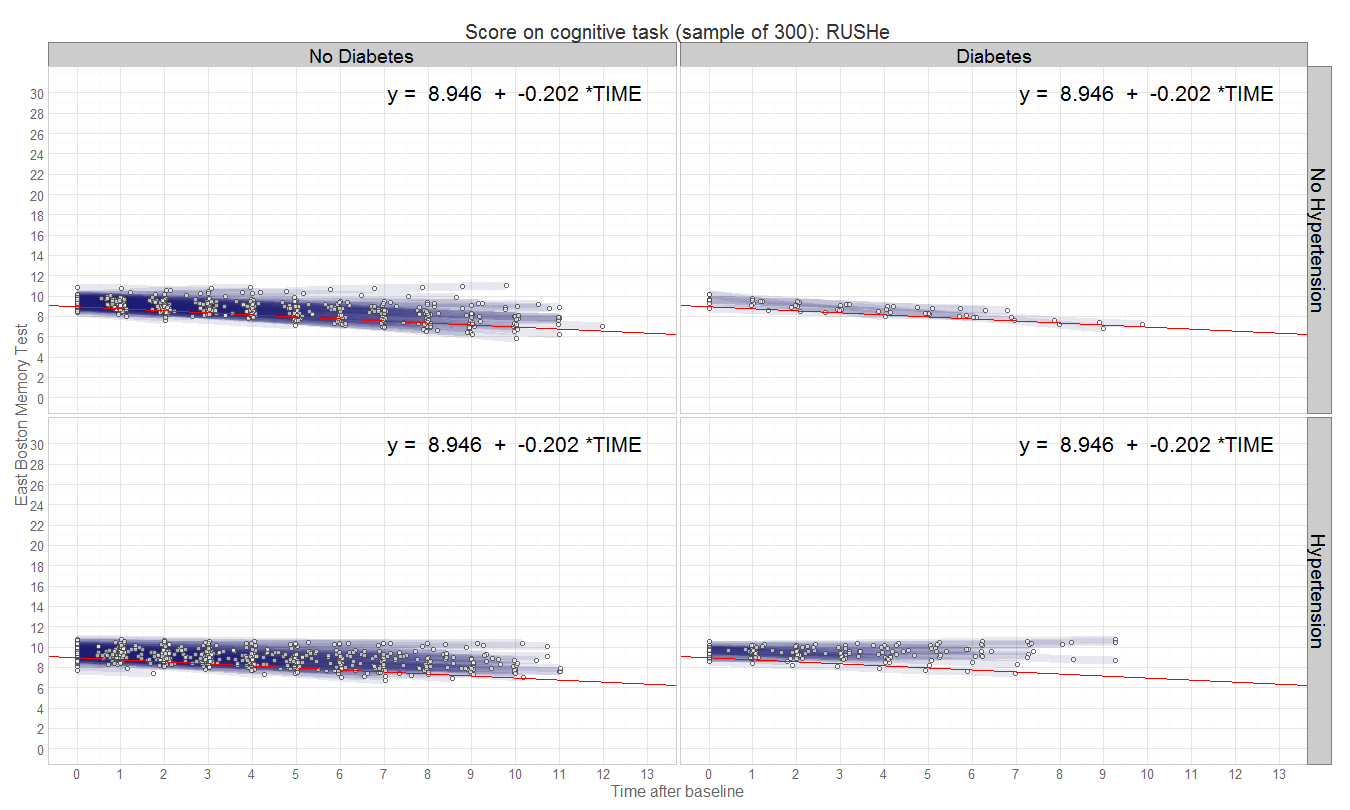 Score on cognitive task (sample of 300): RUSHe
No Diabetes
Diabetes
y = 8.946 + -0.202 *TIME
y = 8.946 + -0.202 *TIME
No Hypertension
30
28
26
24
22
20
18
16
14
12
10
8
6
4
2
0
East Boston Memory Test
y = 8.946 + -0.202 *TIME
y = 8.946 + -0.202 *TIME
Hypertension
30
28
26
24
22
20
18
16
14
12
10
8
6
4
2
0
0 1 2 3 4 5 6 7 8 9 10 11 12 13
0 1 2 3 4 5 6 7 8 9 10 11 12 13
Time after baseline